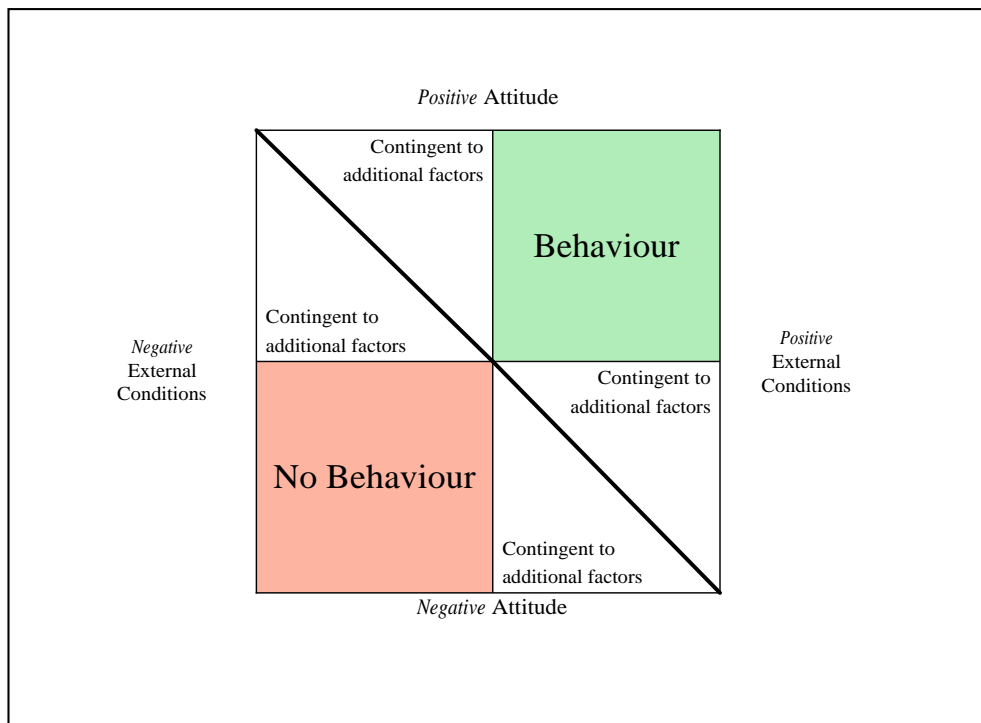 Positive Attitude
Contingent to
additional factors
Behaviour
Contingent to
additional factors
Negative
External
Conditions
Positive
External
Conditions
Contingent to
additional factors
No Behaviour
Contingent to
additional factors
Negative Attitude